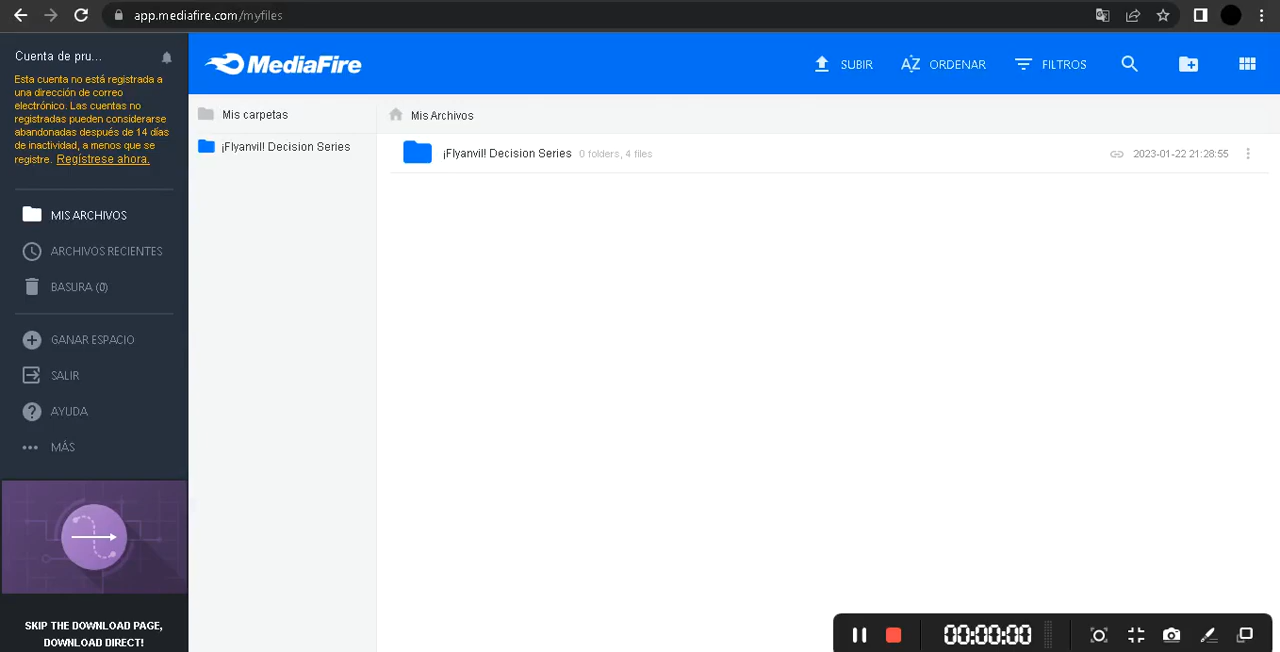 app.mediafire.com/myfiles
Cuenta de pru...
Esta cuenta no está registrada a
una dirección de correo
electrónico. Las cuentas no
registradas pueden considerarse
abandonadas después de 14 días
de inactividad, a menos que se
registre. Regístrese ahora.
MIS ARCHIVOS
ARCHIVOS RECIENTES
BASURA (0)
GANAR ESPACIO
SALIR
AYUDA
MÁS
SKIP THE DOWNLOAD PAGE,
DOWNLOAD DIRECT!
MediaFire
SUBIR
AZ ORDENAR
FILTROS
Mis carpetas
¡Flyanvil! Decision Series
Mis Archivos
¡Flyanvil! Decision Series 0 folders, 4 files 2023-01-22 21:28:55
00:00:00